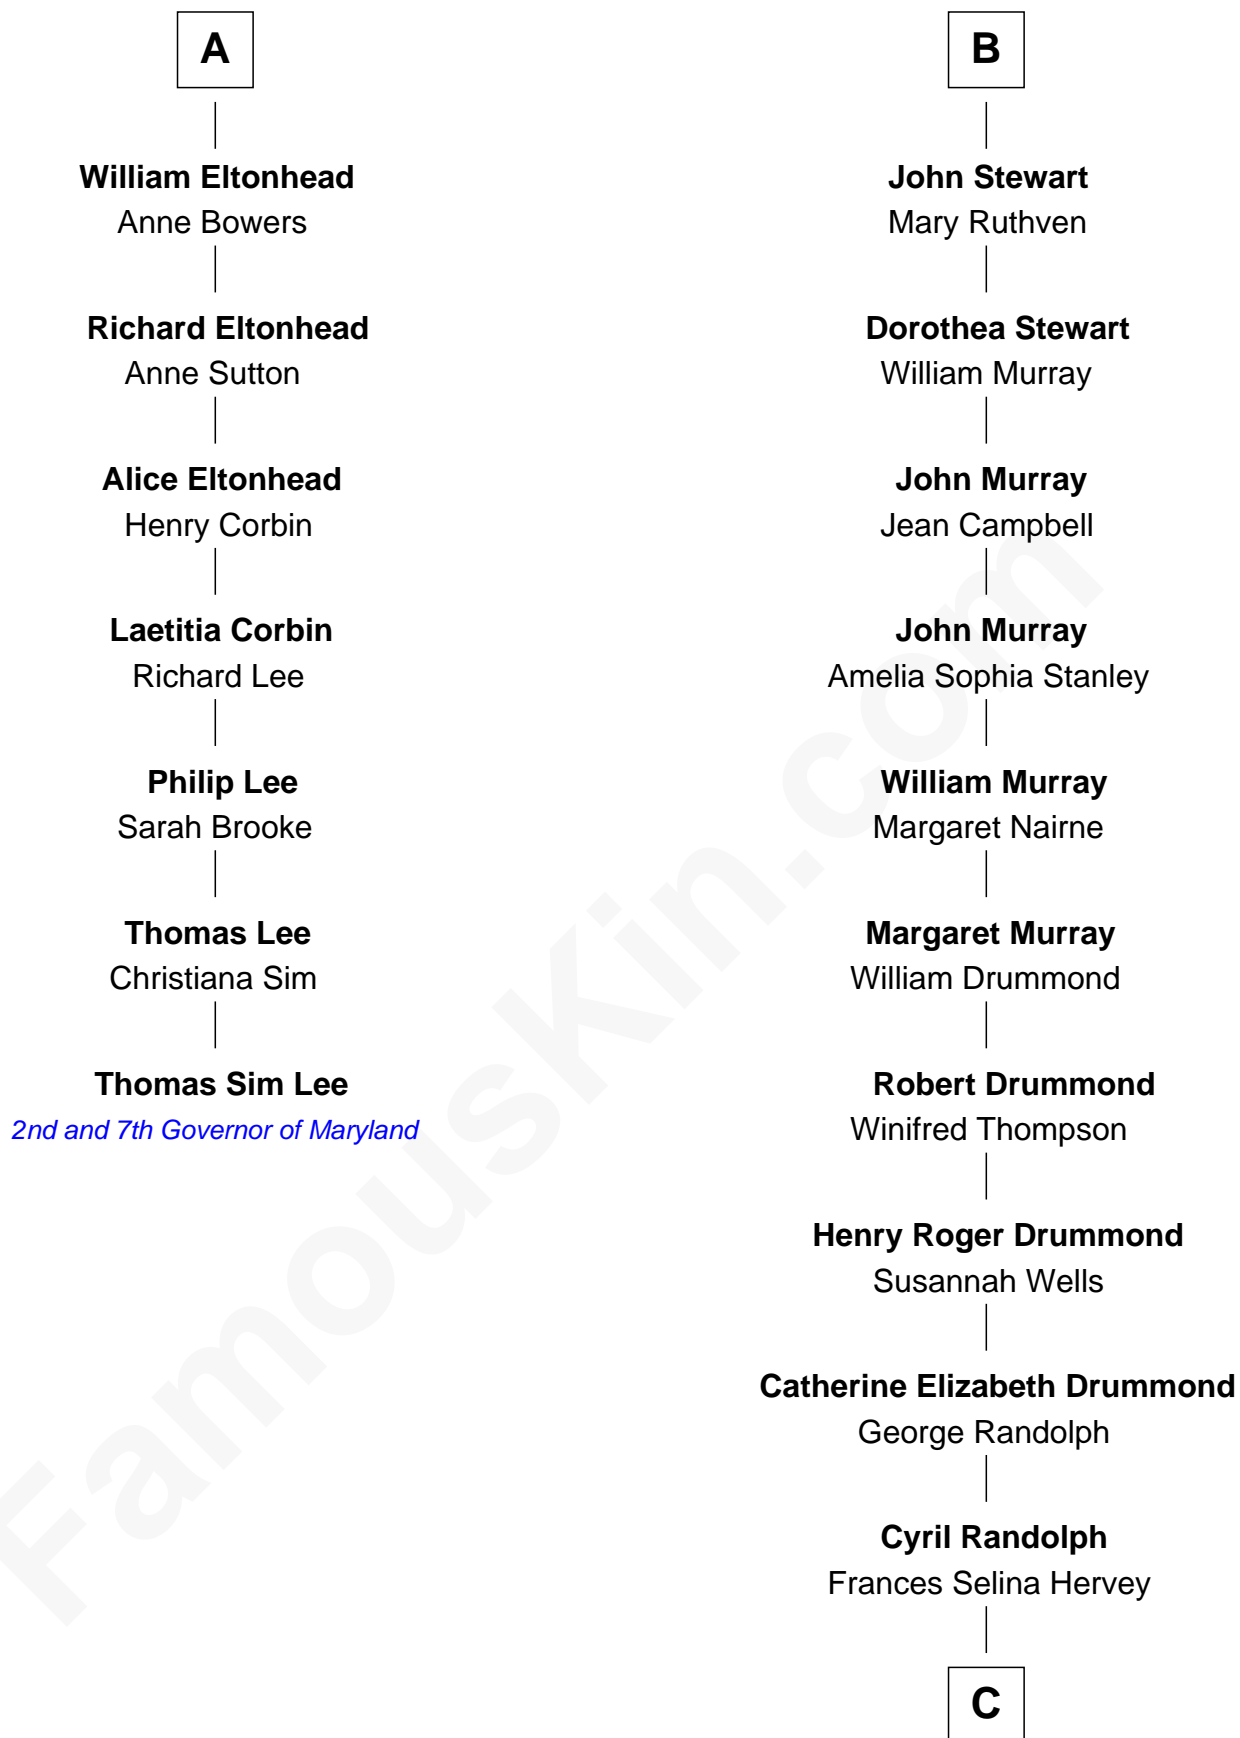 A
William Eltonhead
Anne Bowers
Richard Eltonhead
Anne Sutton
Alice Eltonhead
Henry Corbin
Laetitia Corbin
Richard Lee
Philip Lee
Sarah Brooke
Thomas Lee
Christiana Sim
Thomas Sim Lee
2nd and 7th Governor of Maryland
B
John Stewart
Mary Ruthven
Dorothea Stewart
William Murray
John Murray
Jean Campbell
John Murray
Amelia Sophia Stanley
William Murray
Margaret Nairne
Margaret Murray
William Drummond
Robert Drummond
Winifred Thompson
Henry Roger Drummond
Susannah Wells
Catherine Elizabeth Drummond
George Randolph
Cyril Randolph
Frances Selina Hervey
C
FamousKin.com